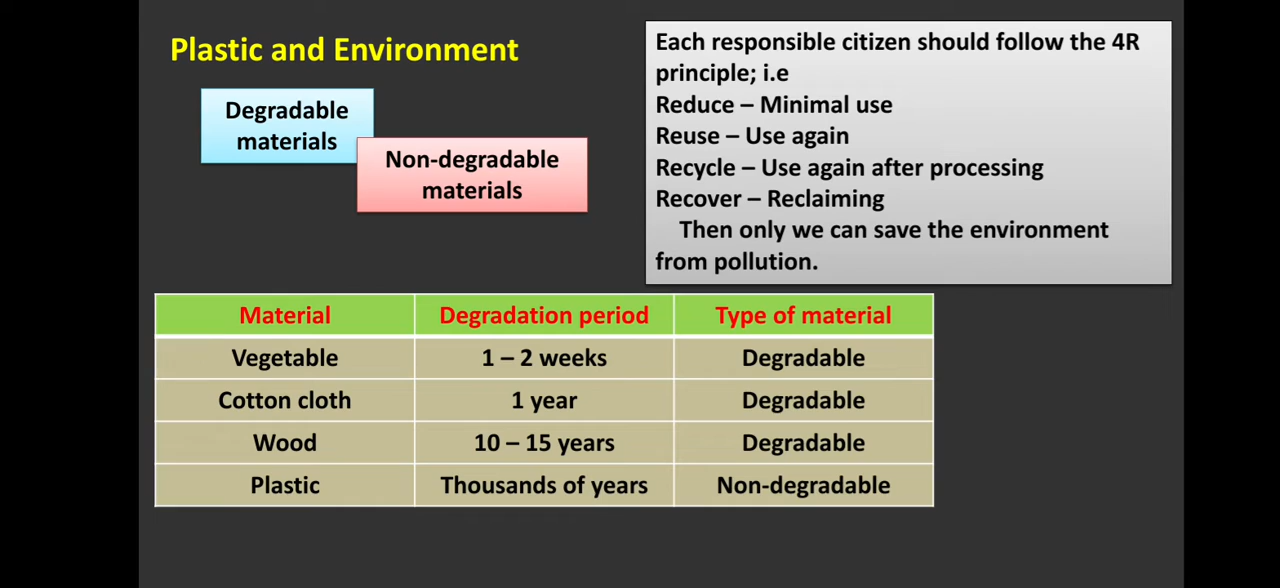 Plastic and Environment
Degradable
materials
Non-degradable
materials
Each responsible citizen should follow the 4R
principle; i.e
Reduce – Minimal use
Reuse – Use again
Recycle – Use again after processing
Recover – Reclaiming
Then only we can save the environment
from pollution.
Material Degradation period Type of material
Vegetable 1 – 2 weeks Degradable
Cotton cloth 1 year Degradable
Wood 10 – 15 years Degradable
Plastic Thousands of years Non-degradable